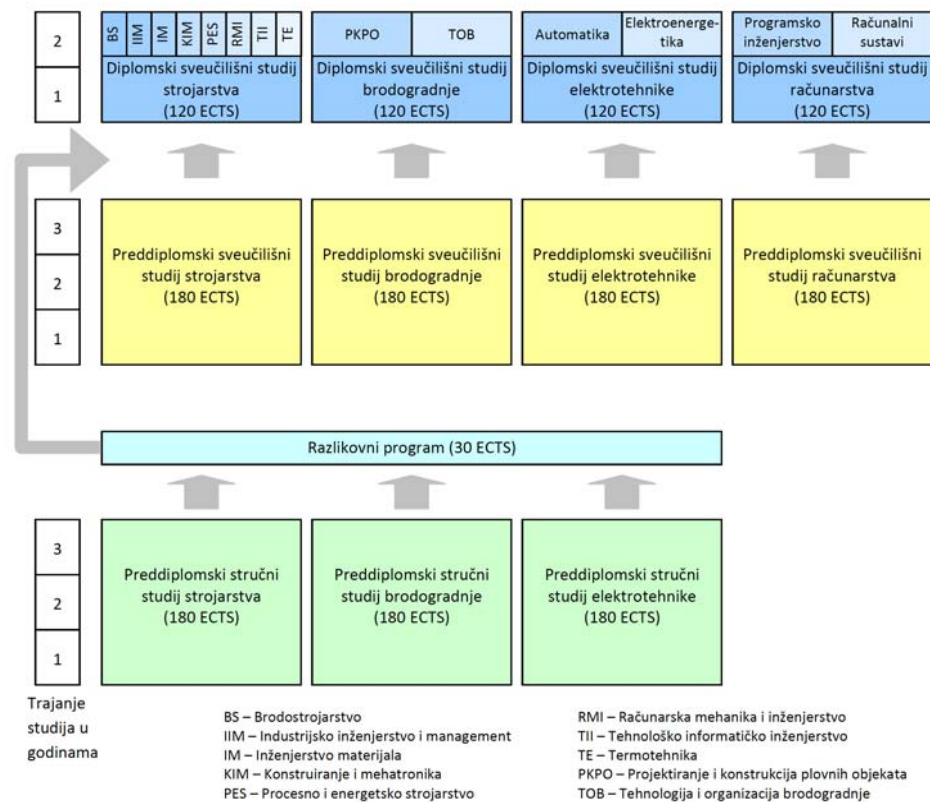 2
1
BS
IIM
IM
KIM
PES
RMI
TII
TE
Diplomski sveučilišni studij
strojarstva
(120 ECTS)
PKPO
TOB
Diplomski sveučilišni studij
brodogradnje
(120 ECTS)
Automatika
Elektroenerge-
tika
Diplomski sveučilišni studij
elektrotehnike
(120 ECTS)
Programsko
inženjerstvo
Računalni
sustavi
Diplomski sveučilišni studij
računarstva
(120 ECTS)
3
2
1
Preddiplomski sveučilišni
studij strojarstva
(180 ECTS)
Preddiplomski sveučilišni
studij brodogradnje
(180 ECTS)
Preddiplomski sveučilišni
studij elektrotehnike
(180 ECTS)
Preddiplomski sveučilišni
studij računarstva
(180 ECTS)
Razlikovni program (30 ECTS)
3
2
1
Preddiplomski stručni
studij strojarstva
(180 ECTS)
Preddiplomski stručni
studij brodogradnje
(180 ECTS)
Preddiplomski stručni
studij elektrotehnike
(180 ECTS)
Trajanje
studija u
godinama
BS – Brodostrojarstvo
IIM – Industrijsko inženjerstvo i management
IM – Inženjerstvo materijala
KIM – Konstruiranje i mehatronika
PES – Procesno i energetsko strojarstvo
RMI – Računarska mehanika i inženjerstvo
TII – Tehnološko informatičko inženjerstvo
TE – Termotehnika
PKPO – Projektiranje i konstrukcija plovnih objekata
TOB – Tehnologija i organizacija brodogradnje